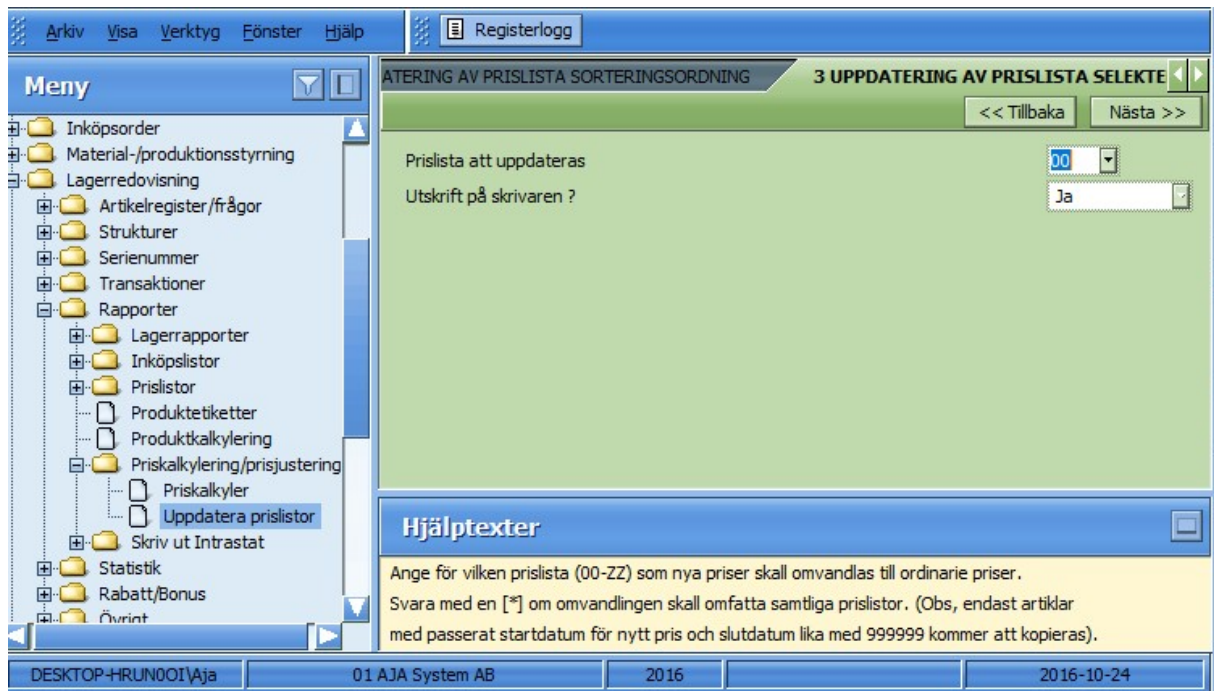 Arkiv Visa Verktyg Fönster Hjälp Registerlogg
Meny
Inköpsorder
Material-/produktionsstyrning
Lagerredovisning
Artikelregister/frågor
Strukturer
Serienummer
Transaktioner
Rapporter
Lagerrapporter
Inköpslistor
Prislistor
Produktetiketter
Produktkalkylering
Priskalkylering/prisjustering
Priskalkyler
Uppdatera prislistor
Skriv ut Intrastat
Statistik
Rabatt/Bonus
Övrigt
ATERING AV PRISLISTA SORTERINGSORDNING 3 UPPDATERING AV PRISLISTA SELEKTE
<< Tillbaka Nästa >>
Prislista att uppdateras 00
Utskrift på skrivaren ? Ja
Hjälptexter
Ange för vilken prislista (00-ZZ) som nya priser skall omvandlas till ordinarie priser.
Svara med en [*] om omvandlingen skall omfatta samtliga prislistor. (Obs, endast artiklar
med passerat startdatum för nytt pris och slutdatum lika med 999999 kommer att kopieras).
DESKTOP-HRUN0OI\Aja 01 AJA System AB 2016 2016-10-24